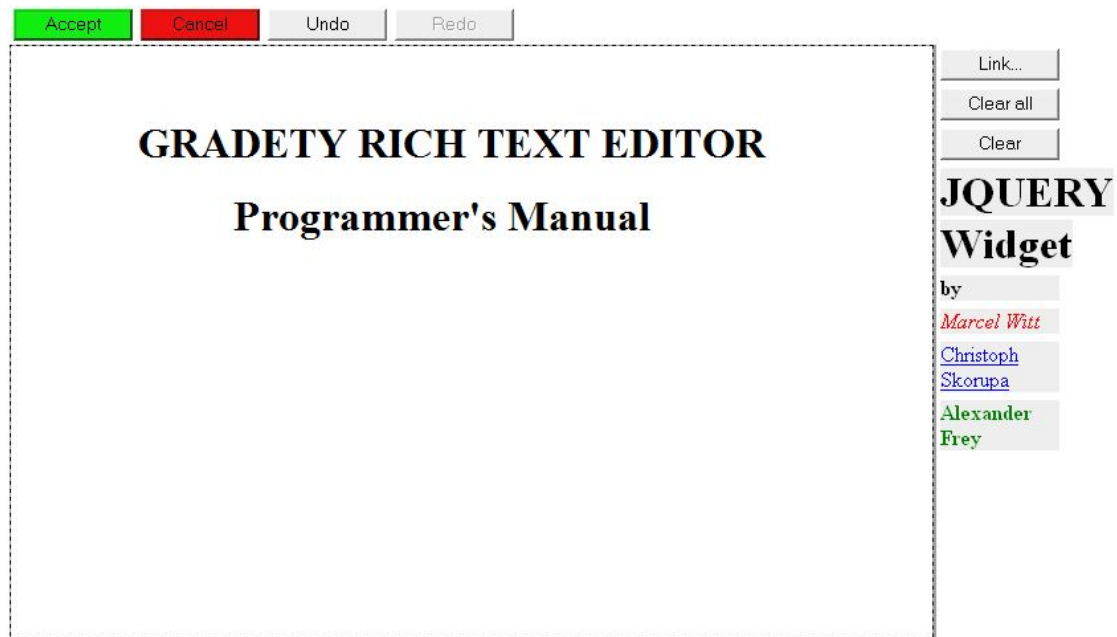 Accept Cancel Undo Redo
Link...
Clear all
Clear
GRADETY RICH TEXT EDITOR
Programmer's Manual
JQUERY
Widget
by
Marcel Witt
Christoph
Skorupa
Alexander
Frey